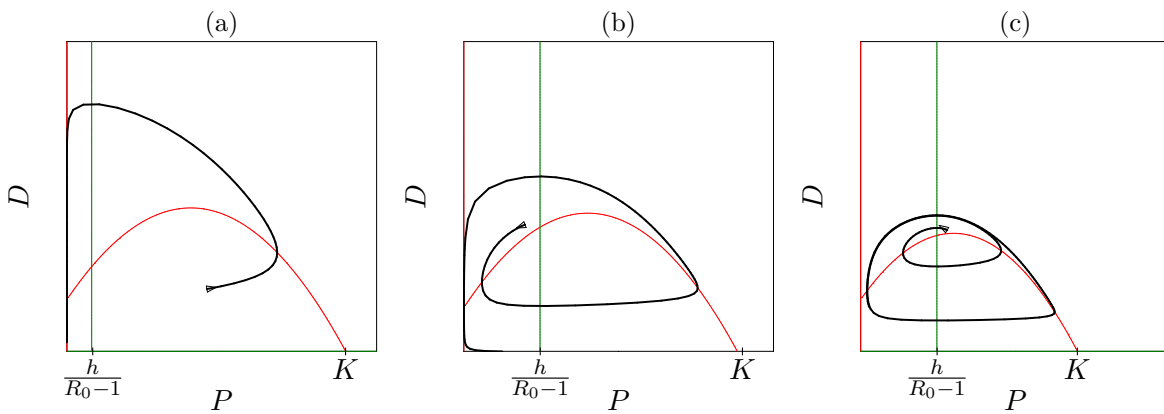 (a) (b) (c)
D D D
h/(R₀−1) K h/(R₀−1) K h/(R₀−1) K
P P P